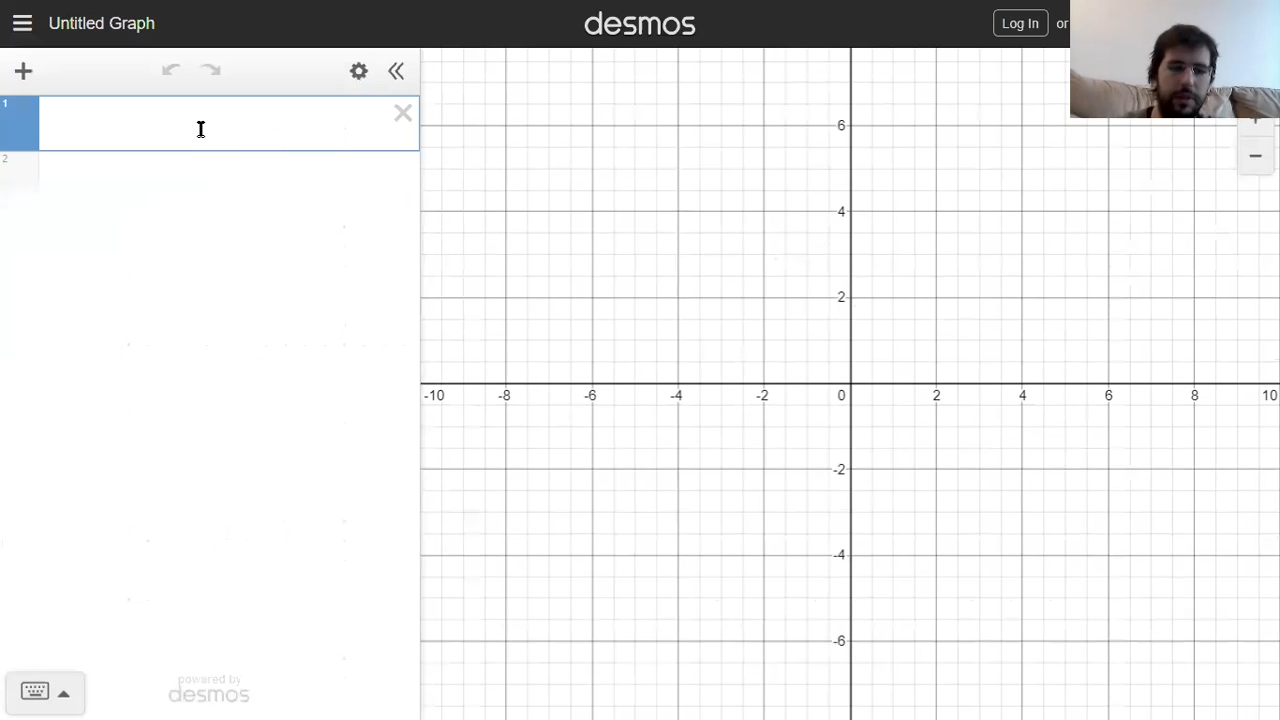 Untitled Graph
desmos
Log In or
1
2
6
4
2
-10 -8 -6 -4 -2 0 2 4 6 8 10
-2
-4
-6
powered by
desmos